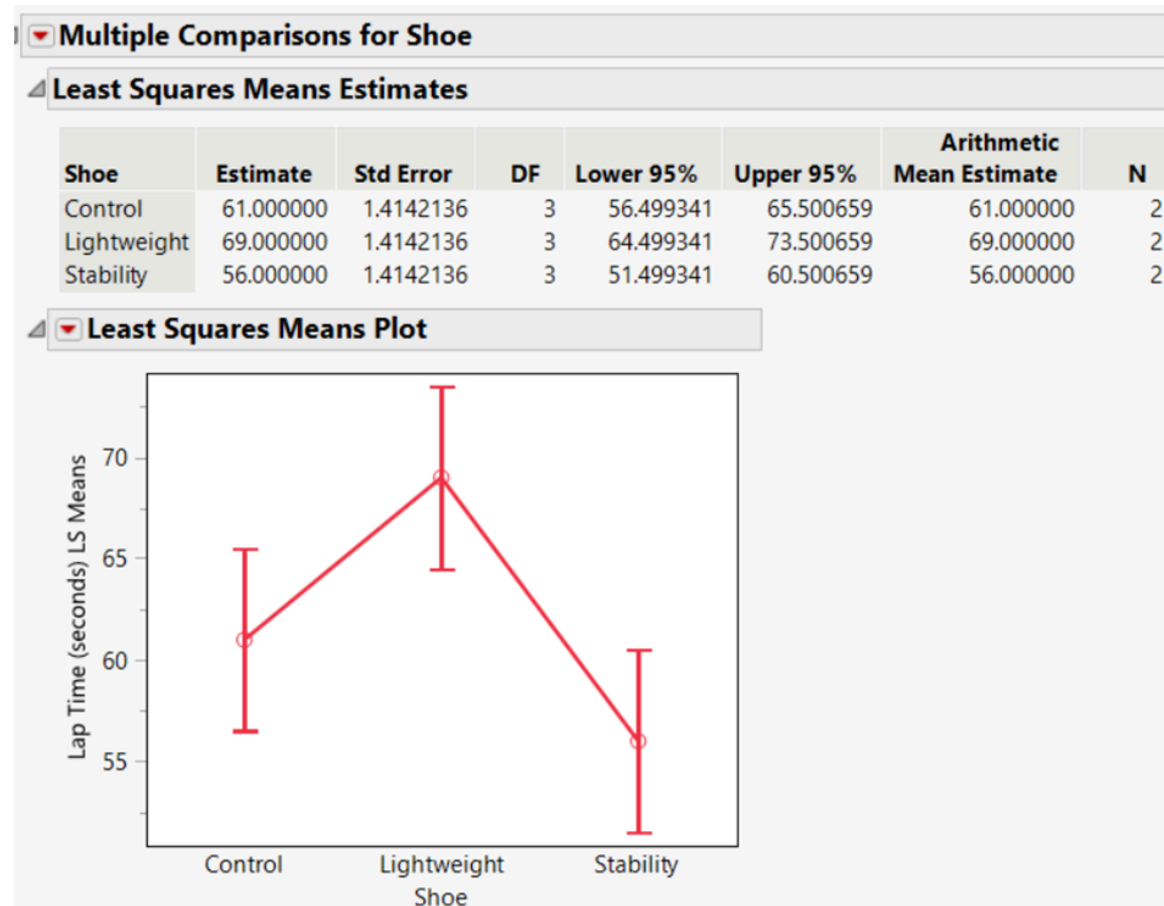 Multiple Comparisons for Shoe
Least Squares Means Estimates
Shoe Estimate Std Error DF Lower 95% Upper 95% Arithmetic Mean Estimate N
Control 61.000000 1.4142136 3 56.499341 65.500659 61.000000 2
Lightweight 69.000000 1.4142136 3 64.499341 73.500659 69.000000 2
Stability 56.000000 1.4142136 3 51.499341 60.500659 56.000000 2
Least Squares Means Plot
Lap Time (seconds) LS Means
70
65
60
55
Control Lightweight Stability
Shoe